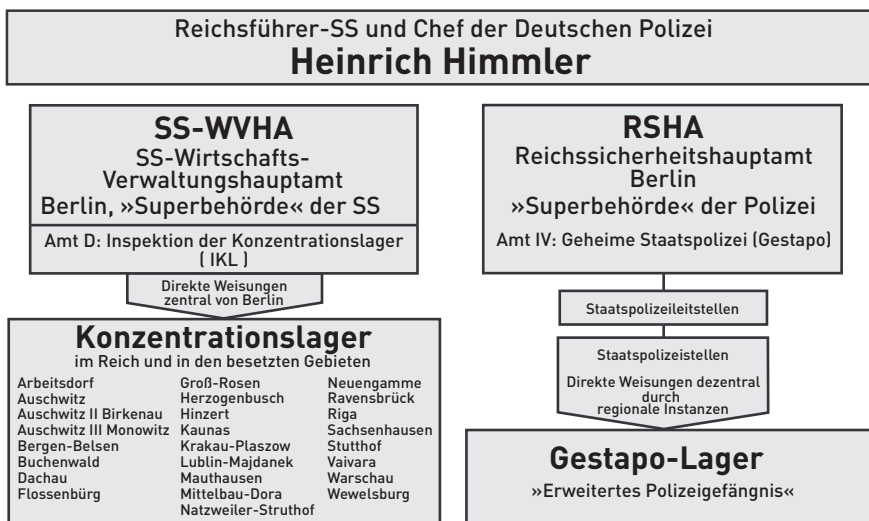 Reichsführer-SS und Chef der Deutschen Polizei
Heinrich Himmler
SS-WVHA
SS-Wirtschafts-
Verwaltungshauptamt
Berlin, »Superbehörde« der SS
Amt D: Inspektion der Konzentrationslager
( IKL )
Direkte Weisungen
zentral von Berlin
Konzentrationslager
im Reich und in den besetzten Gebieten
Arbeitsdorf
Auschwitz
Auschwitz II Birkenau
Auschwitz III Monowitz
Bergen-Belsen
Buchenwald
Dachau
Flossenbürg
Groß-Rosen
Herzogenbusch
Hinzert
Kaunas
Krakau-Plaszow
Lublin-Majdanek
Mauthausen
Mittelbau-Dora
Natzweiler-Struthof
Neuengamme
Ravensbrück
Riga
Sachsenhausen
Stutthof
Vaivara
Warschau
Wewelsburg
RSHA
Reichssicherheitshauptamt
Berlin
»Superbehörde« der Polizei
Amt IV: Geheime Staatspolizei (Gestapo)
Staatspolizeileitstellen
Staatspolizeistellen
Direkte Weisungen dezentral
durch
regionale Instanzen
Gestapo-Lager
»Erweitertes Polizeigefängnis«